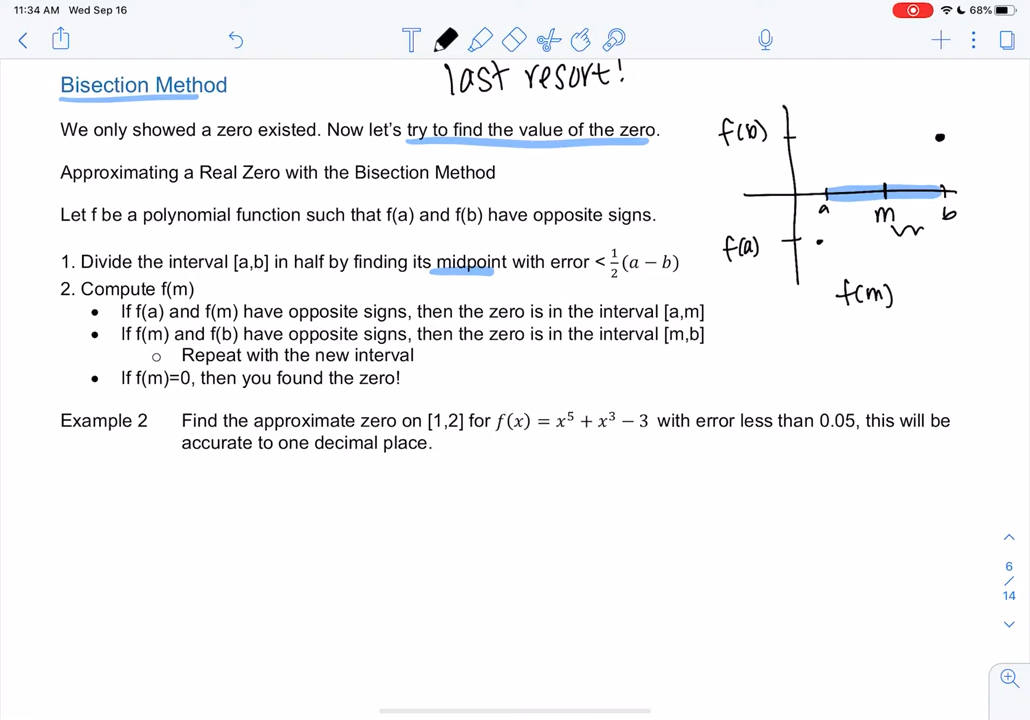 11:34 AM Wed Sep 16
68%
last resort!
Bisection Method
We only showed a zero existed. Now let's try to find the value of the zero.
f(b)
Approximating a Real Zero with the Bisection Method
a m b
Let f be a polynomial function such that f(a) and f(b) have opposite signs.
f(a)
1. Divide the interval [a,b] in half by finding its midpoint with error < 1/2 (a − b)
2. Compute f(m)
f(m)
• If f(a) and f(m) have opposite signs, then the zero is in the interval [a,m]
• If f(m) and f(b) have opposite signs, then the zero is in the interval [m,b]
○ Repeat with the new interval
• If f(m)=0, then you found the zero!
Example 2 Find the approximate zero on [1,2] for f(x) = x⁵ + x³ − 3 with error less than 0.05, this will be
accurate to one decimal place.
6
/
14